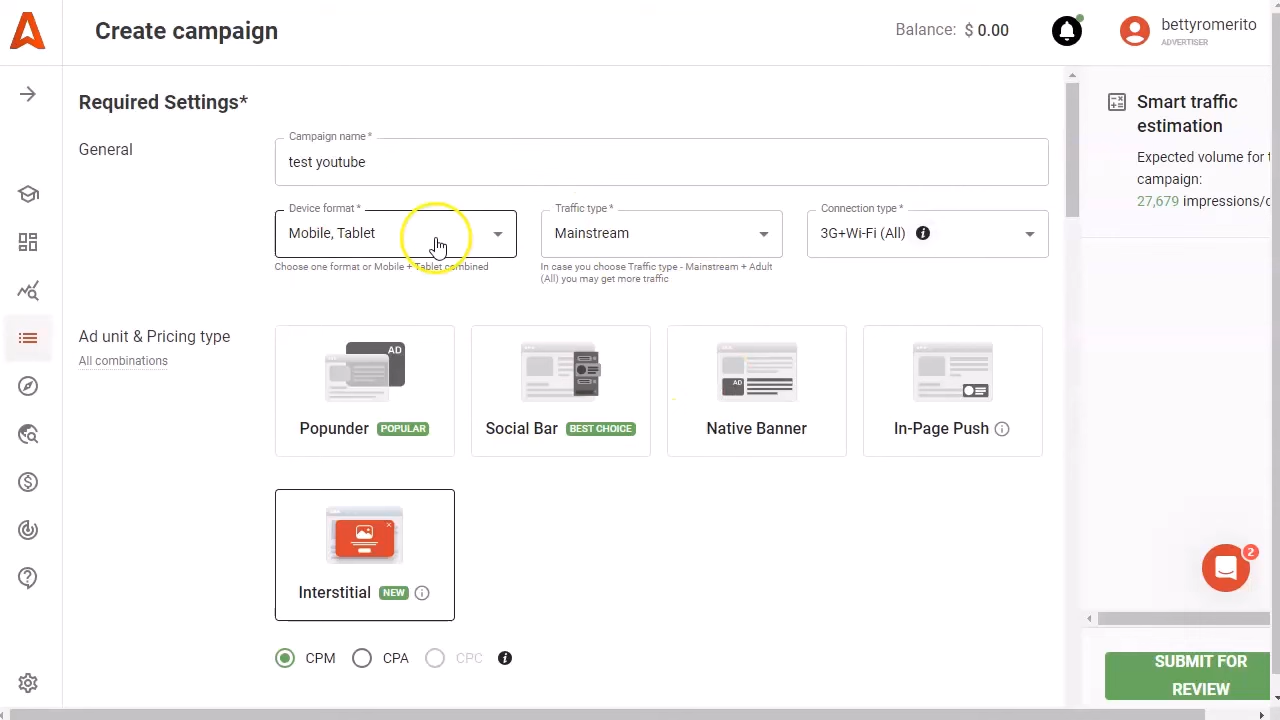 Create campaign
Balance: $ 0.00
bettyromerito
ADVERTISER
Required Settings*
General
Campaign name *
test youtube
Device format *
Mobile, Tablet
Choose one format or Mobile + Tablet combined
Traffic type *
Mainstream
In case you choose Traffic type - Mainstream + Adult
(All) you may get more traffic
Connection type *
3G+Wi-Fi (All)
Ad unit & Pricing type
All combinations
AD
Popunder POPULAR
Social Bar BEST CHOICE
AD
Native Banner
In-Page Push
Interstitial NEW
CPM
CPA
CPC
Smart traffic
estimation
Expected volume for t
campaign:
27,679 impressions/c
2
SUBMIT FOR
REVIEW